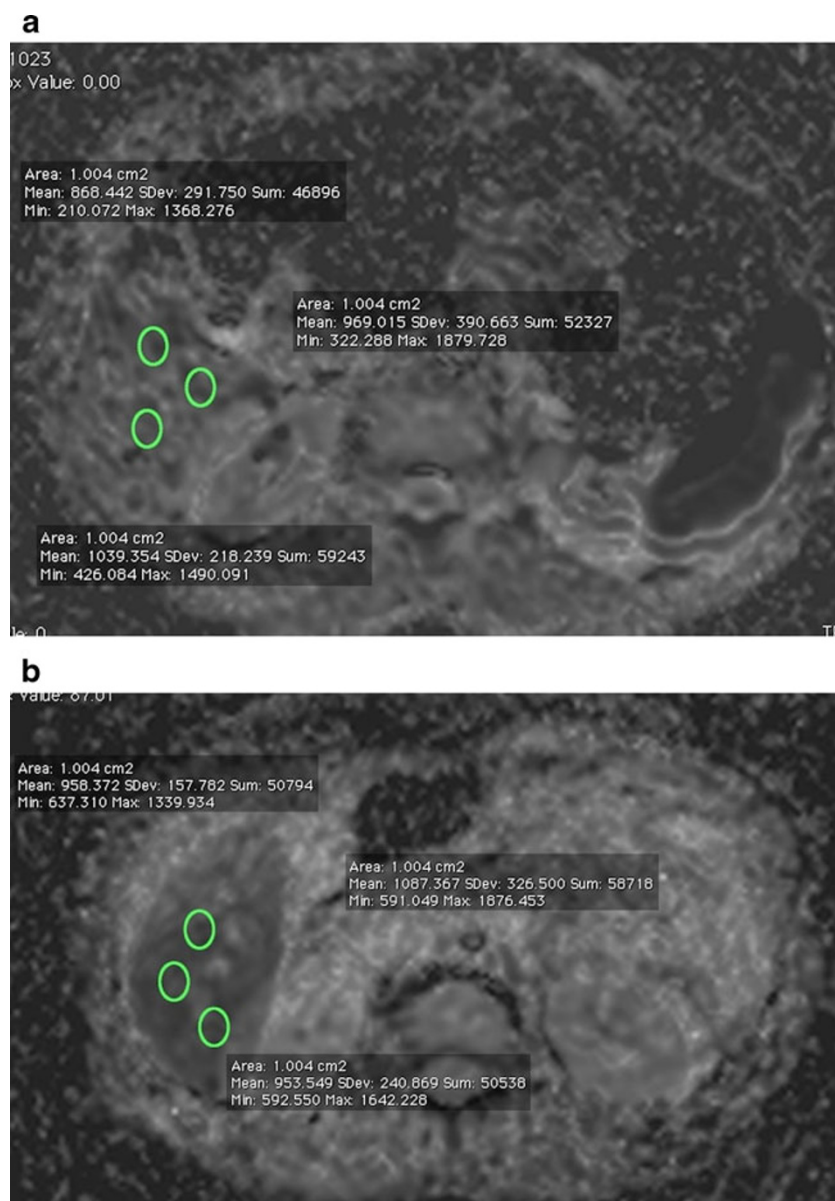 a
1023
ox Value: 0.00
Area: 1.004 cm2
Mean: 868.442 SDev: 291.750 Sum: 46896
Min: 210.072 Max: 1368.276
Area: 1.004 cm2
Mean: 969.015 SDev: 390.663 Sum: 52327
Min: 322.288 Max: 1879.728
Area: 1.004 cm2
Mean: 1039.354 SDev: 218.239 Sum: 59243
Min: 426.084 Max: 1490.091
b
Value: 87.01
Area: 1.004 cm2
Mean: 958.372 SDev: 157.782 Sum: 50794
Min: 637.310 Max: 1339.934
Area: 1.004 cm2
Mean: 1087.367 SDev: 326.500 Sum: 58718
Min: 591.049 Max: 1876.453
Area: 1.004 cm2
Mean: 953.549 SDev: 240.869 Sum: 50538
Min: 592.550 Max: 1642.228